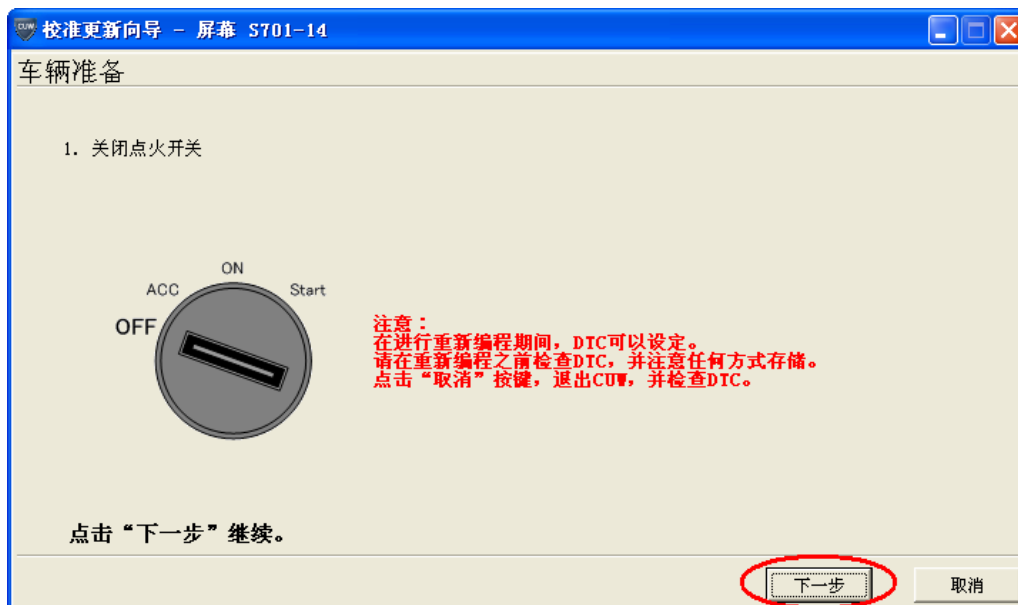 CUW 校准更新向导 - 屏幕 S701-14
车辆准备
1. 关闭点火开关
ON
ACC
Start
OFF
注意：
在进行重新编程期间，DTC可以设定。
请在重新编程之前检查DTC，并注意任何方式存储。
点击“取消”按键，退出CUW，并检查DTC。
点击“下一步”继续。
下一步
取消